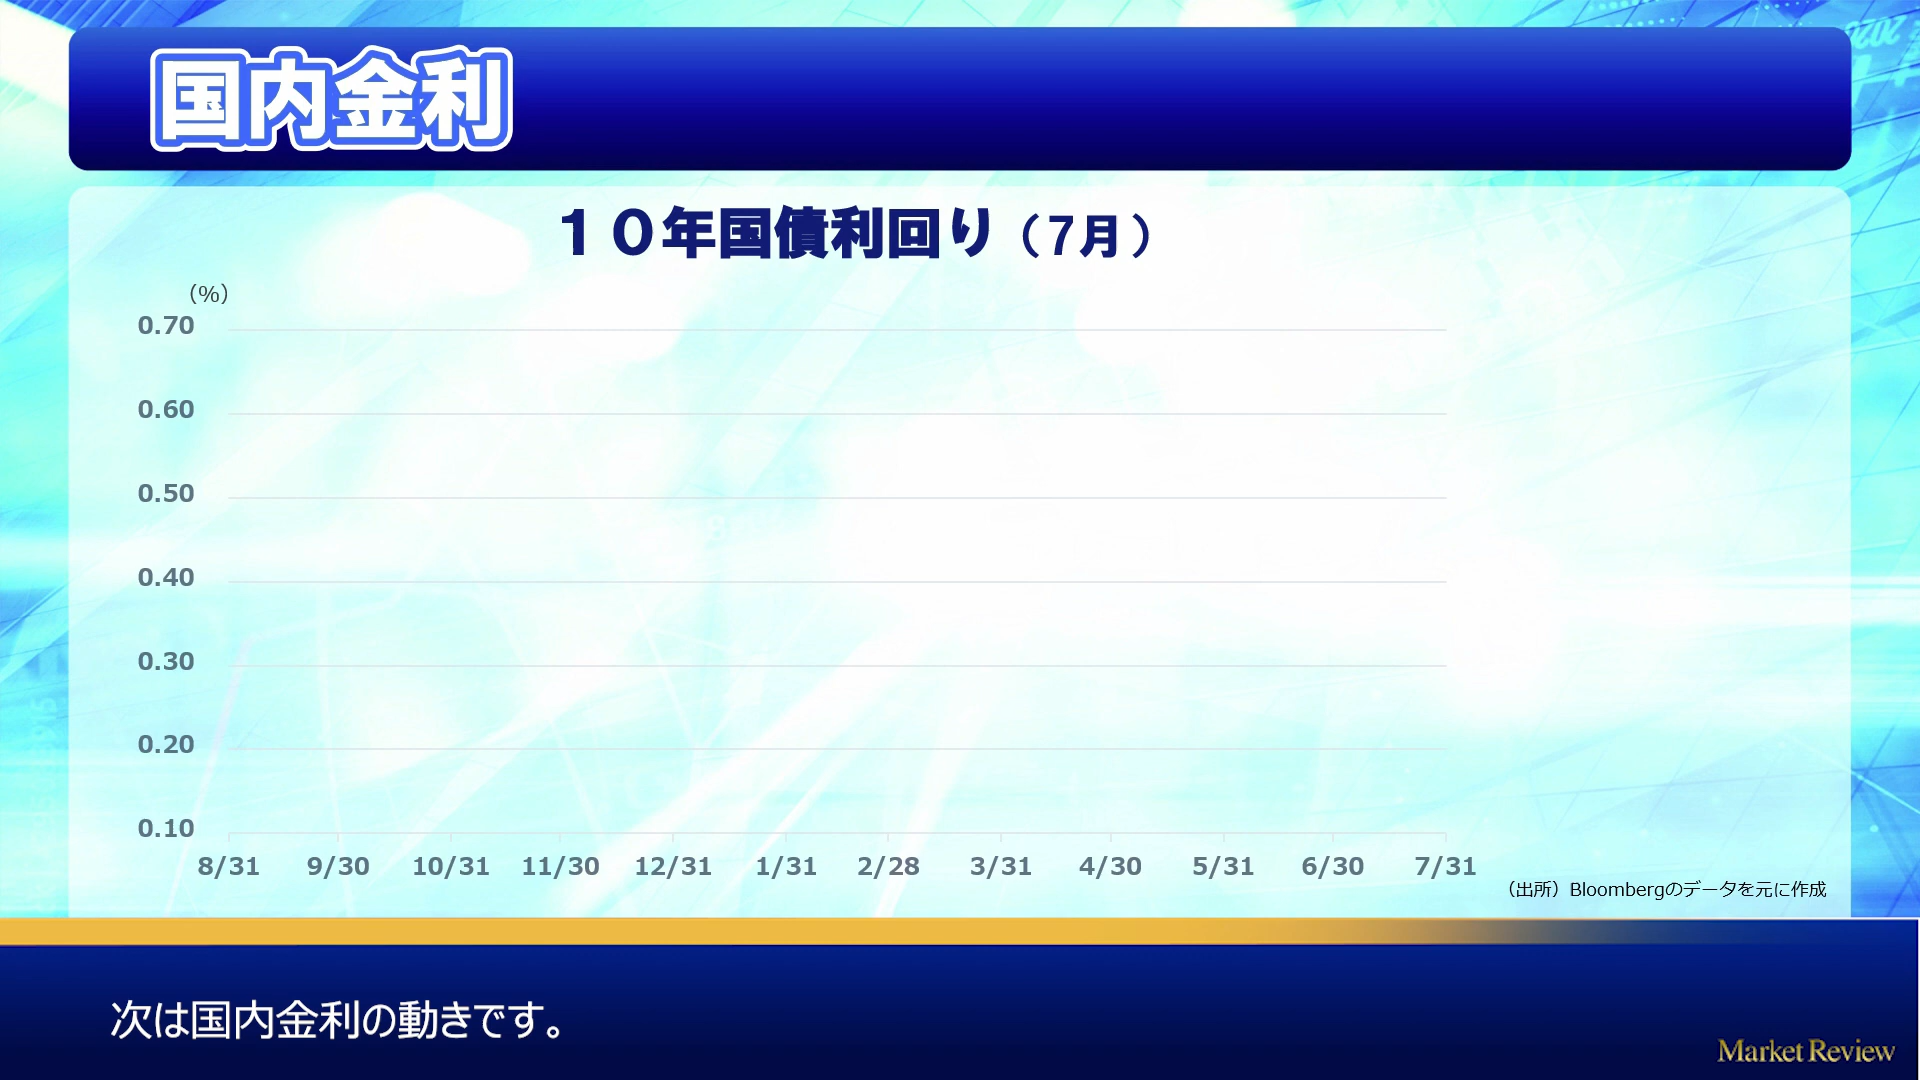 国内金利
１０年国債利回り（7月）
（%）
0.70
0.60
0.50
0.40
0.30
0.20
0.10
8/31 9/30 10/31 11/30 12/31 1/31 2/28 3/31 4/30 5/31 6/30 7/31
（出所）Bloombergのデータを元に作成
次は国内金利の動きです。
Market Review